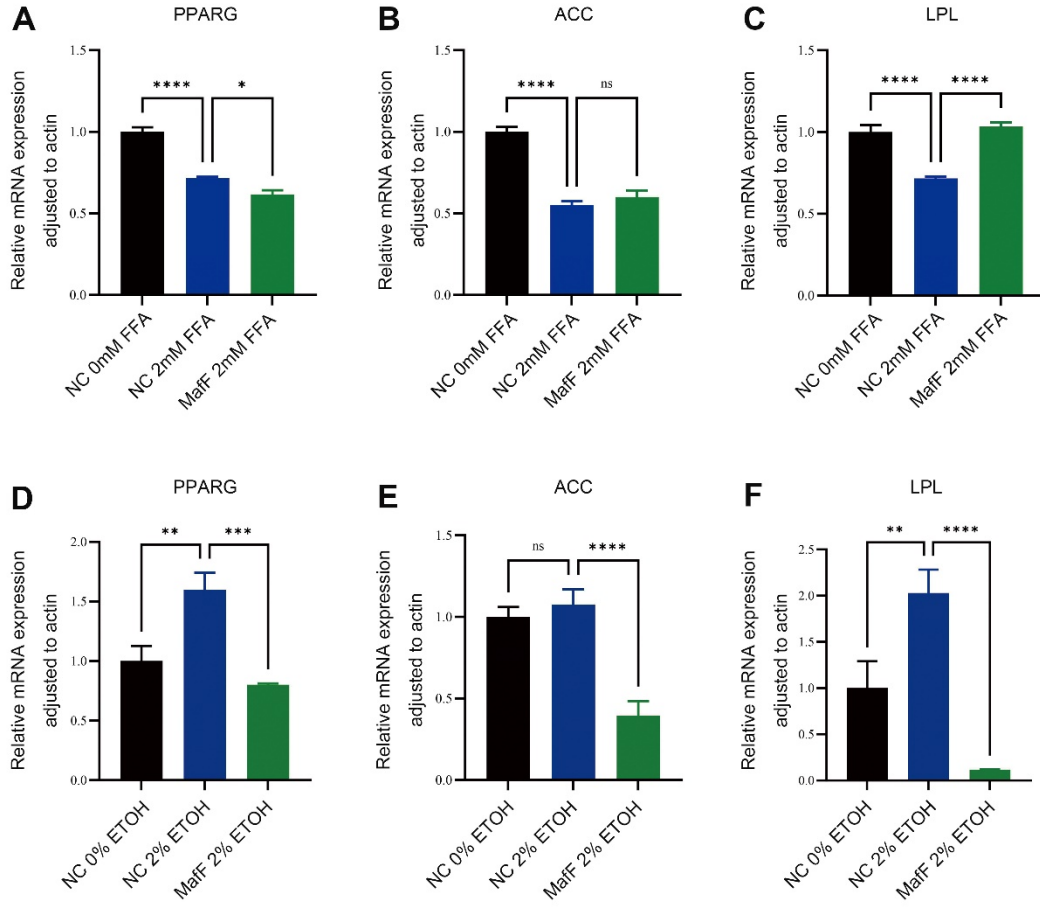 A
PPARG
Relative mRNA expression
adjusted to actin
1.5
1.0
0.5
0.0
****
*
NC 0mM FFA
NC 2mM FFA
MafF 2mM FFA
B
ACC
Relative mRNA expression
adjusted to actin
1.5
1.0
0.5
0.0
****
ns
NC 0mM FFA
NC 2mM FFA
MafF 2mM FFA
C
LPL
Relative mRNA expression
adjusted to actin
1.5
1.0
0.5
0.0
****
****
NC 0mM FFA
NC 2mM FFA
MafF 2mM FFA
D
PPARG
Relative mRNA expression
adjusted to actin
2.0
1.5
1.0
0.5
0.0
**
***
NC 0% ETOH
NC 2% ETOH
MafF 2% ETOH
E
ACC
Relative mRNA expression
adjusted to actin
1.5
1.0
0.5
0.0
ns
****
NC 0% ETOH
NC 2% ETOH
MafF 2% ETOH
F
LPL
Relative mRNA expression
adjusted to actin
2.5
2.0
1.5
1.0
0.5
0.0
**
****
NC 0% ETOH
NC 2% ETOH
MafF 2% ETOH